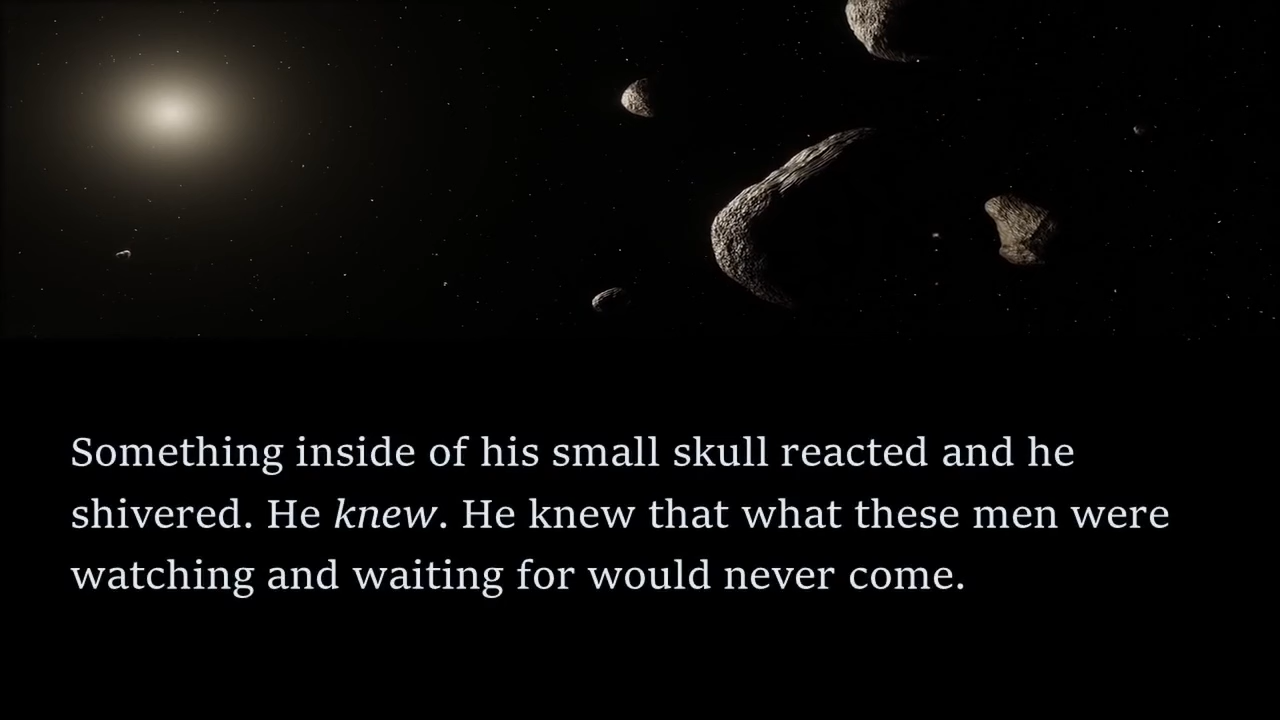 Something inside of his small skull reacted and he
shivered. He knew. He knew that what these men were
watching and waiting for would never come.